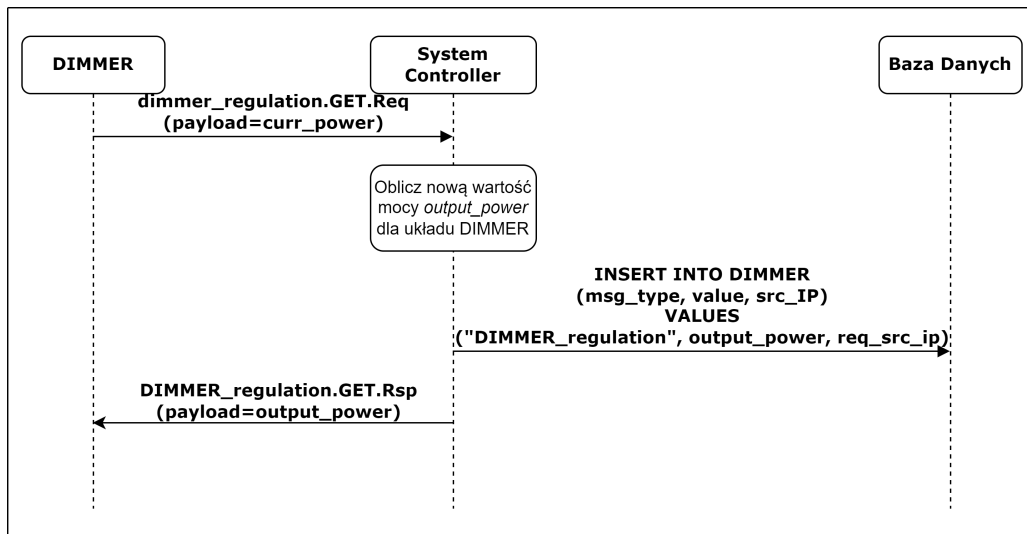 DIMMER
System
Controller
Baza Danych
dimmer_regulation.GET.Req
(payload=curr_power)
Oblicz nową wartość
mocy output_power
dla układu DIMMER
INSERT INTO DIMMER
(msg_type, value, src_IP)
VALUES
("DIMMER_regulation", output_power, req_src_ip)
DIMMER_regulation.GET.Rsp
(payload=output_power)